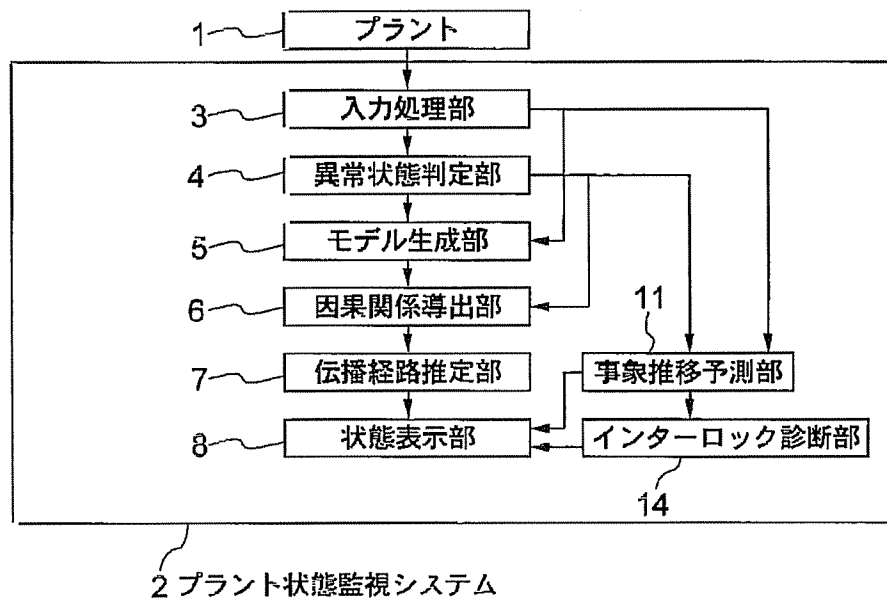 1 プラント
3 入力処理部
4 異常状態判定部
5 モデル生成部
6 因果関係導出部
11
7 伝播経路推定部 事象推移予測部
8 状態表示部 インターロック診断部
14
2 プラント状態監視システム